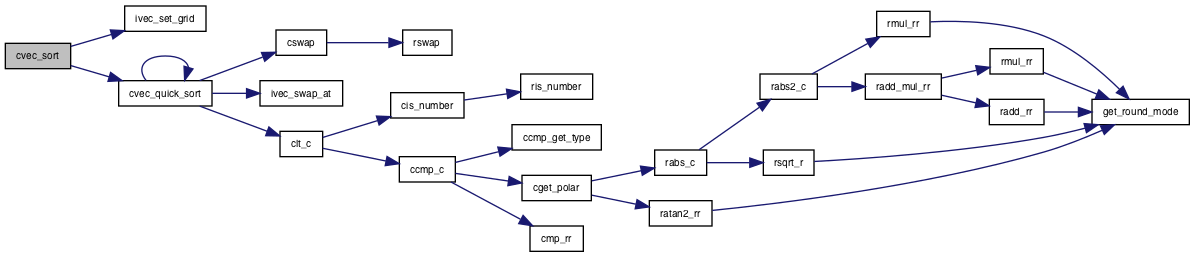 cvec_sort
ivec_set_grid
cvec_quick_sort
cswap
rswap
ivec_swap_at
clt_c
cis_number
ris_number
ccmp_c
ccmp_get_type
cget_polar
cmp_rr
rabs_c
ratan2_rr
rabs2_c
rsqrt_r
rmul_rr
radd_mul_rr
rmul_rr
radd_rr
get_round_mode